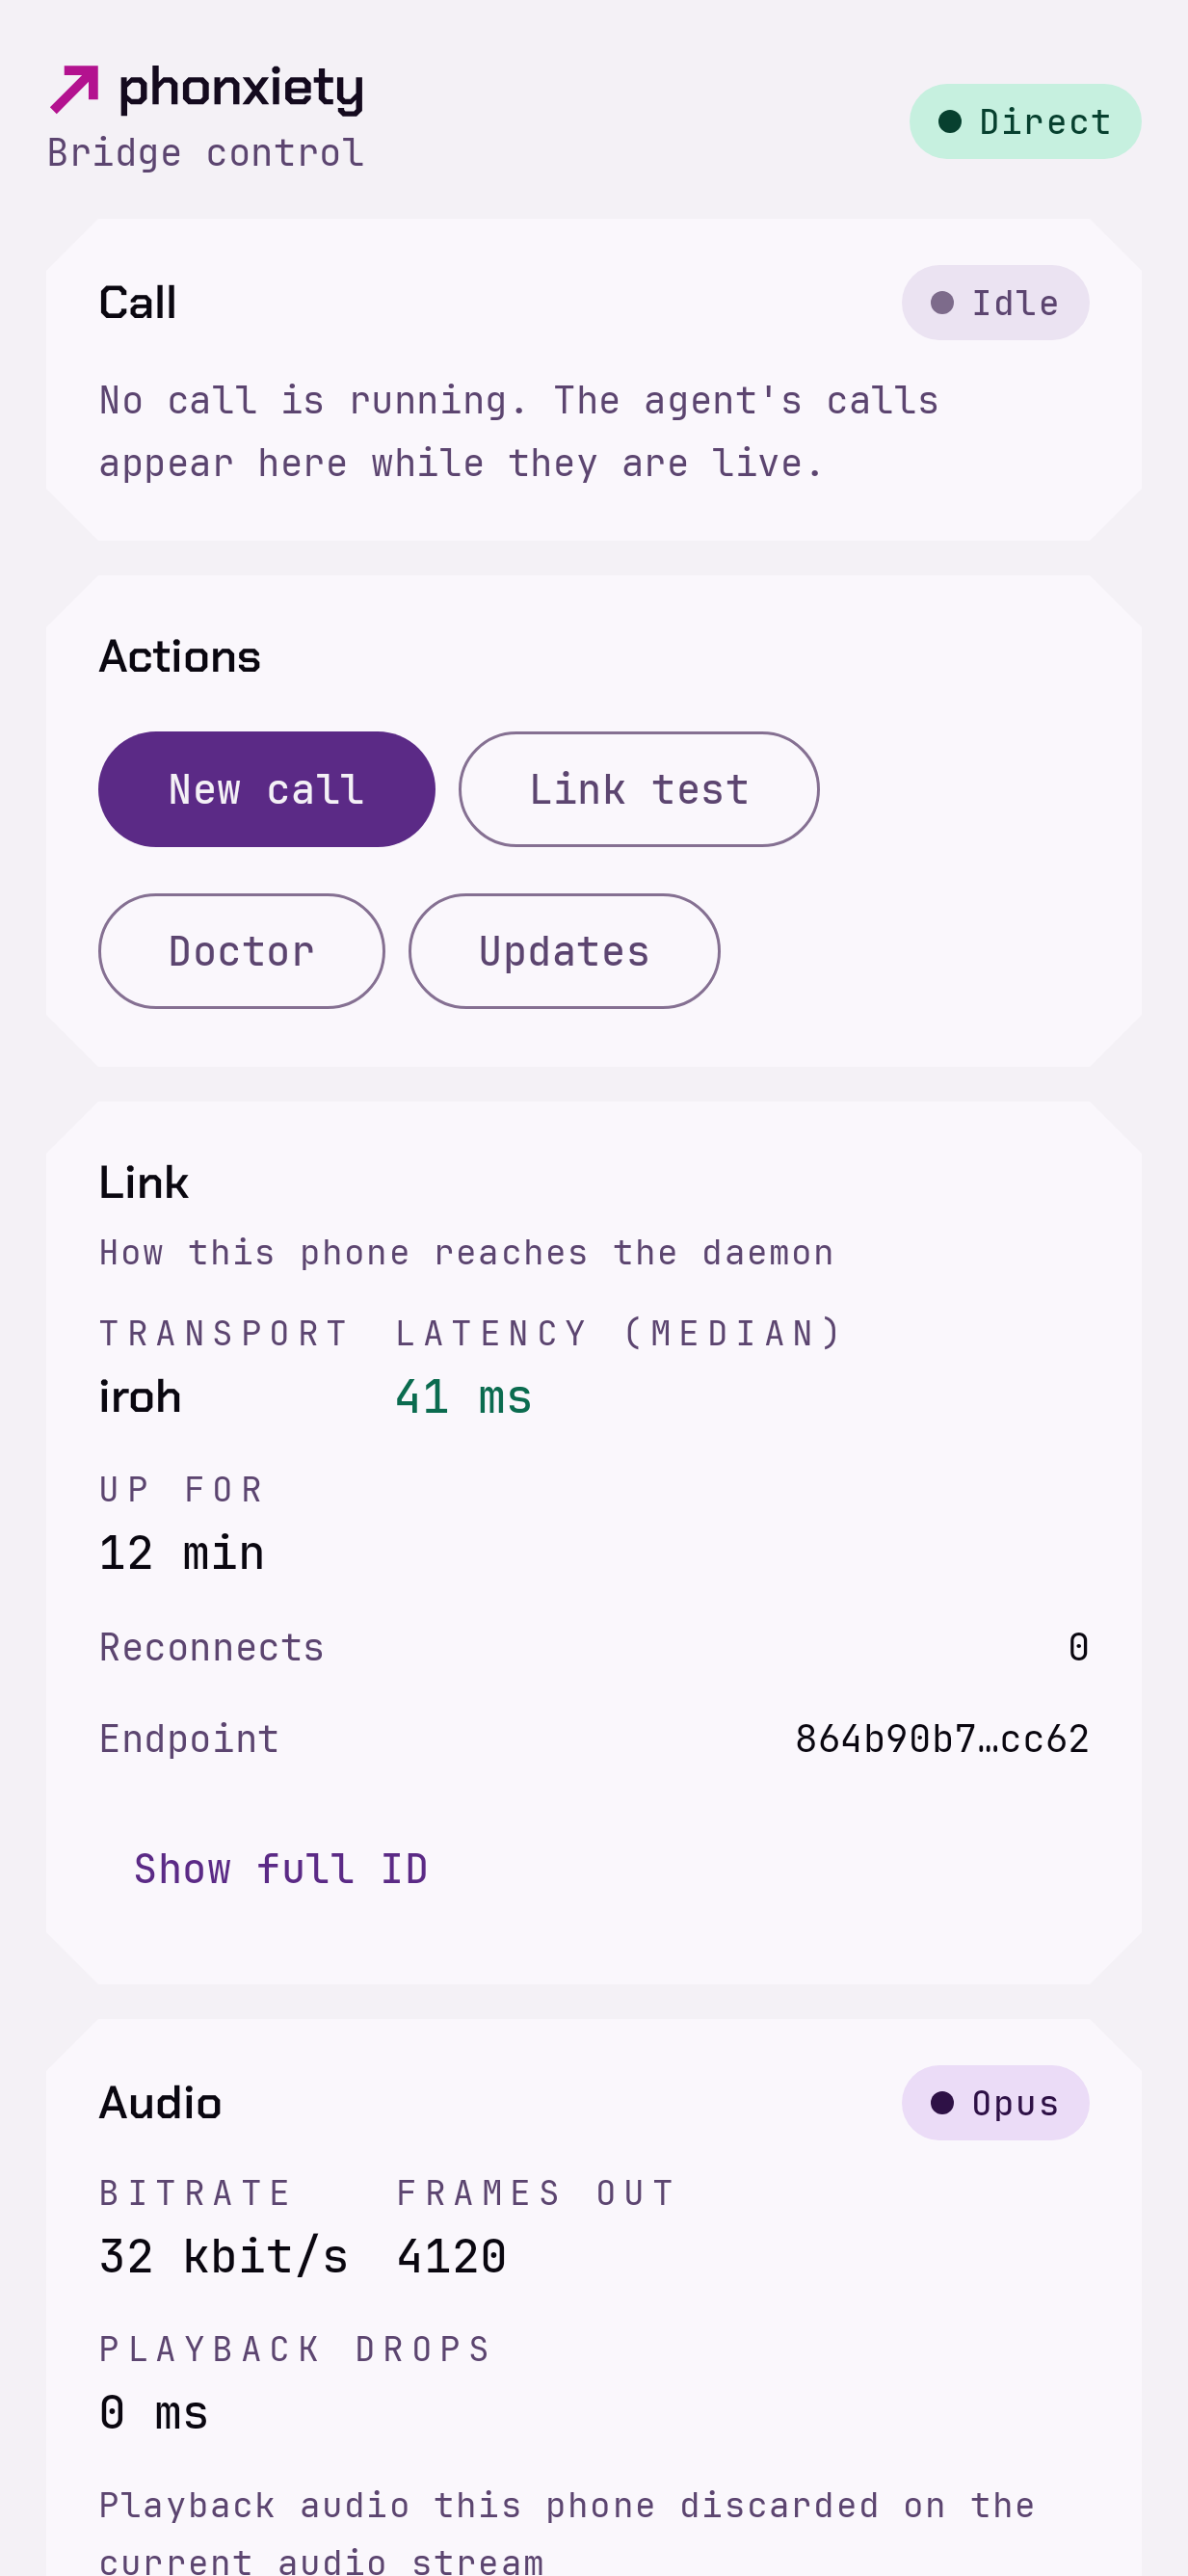 phonxiety
Bridge control
Direct
Call
Idle
No call is running. The agent's calls
appear here while they are live.
Actions
New call
Link test
Doctor
Updates
Link
How this phone reaches the daemon
TRANSPORT LATENCY (MEDIAN)
iroh 41 ms
UP FOR
12 min
Reconnects 0
Endpoint 864b90b7…cc62
Show full ID
Audio
Opus
BITRATE FRAMES OUT
32 kbit/s 4120
PLAYBACK DROPS
0 ms
Playback audio this phone discarded on the
current audio stream